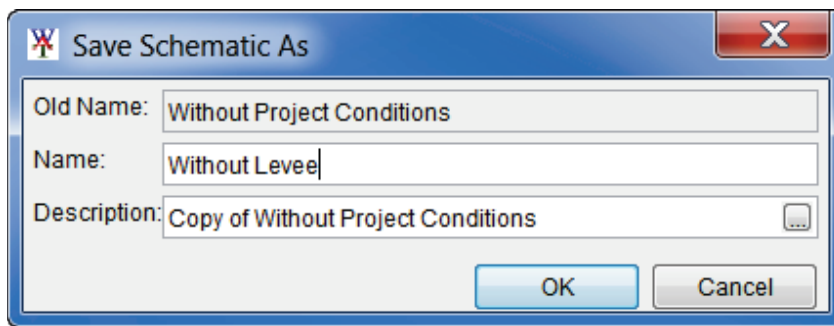 Save Schematic As
Old Name: Without Project Conditions
Name: Without Levee
Description: Copy of Without Project Conditions ...
OK Cancel